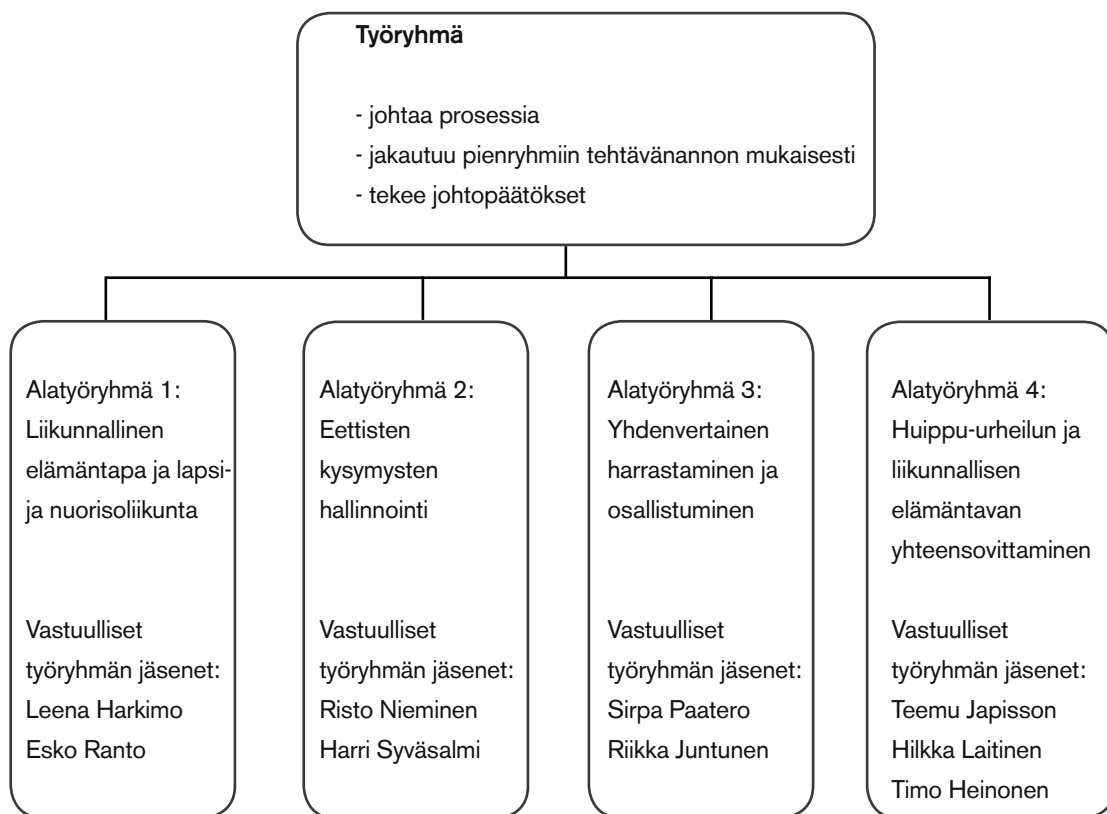 Työryhmä
- johtaa prosessia
- jakautuu pienryhmiin tehtävänannon mukaisesti
- tekee johtopäätökset
Alatyöryhmä 1:
Liikunnallinen
elämäntapa ja lapsi-
ja nuorisoliikunta
Vastuulliset
työryhmän jäsenet:
Leena Harkimo
Esko Ranto
Alatyöryhmä 2:
Eettisten
kysymysten
hallinnointi
Vastuulliset
työryhmän jäsenet:
Risto Nieminen
Harri Syväsalmi
Alatyöryhmä 3:
Yhdenvertainen
harrastaminen ja
osallistuminen
Vastuulliset
työryhmän jäsenet:
Sirpa Paatero
Riikka Juntunen
Alatyöryhmä 4:
Huippu-urheilun ja
liikunnallisen
elämäntavan
yhteensovittaminen
Vastuulliset
työryhmän jäsenet:
Teemu Japisson
Hilkka Laitinen
Timo Heinonen